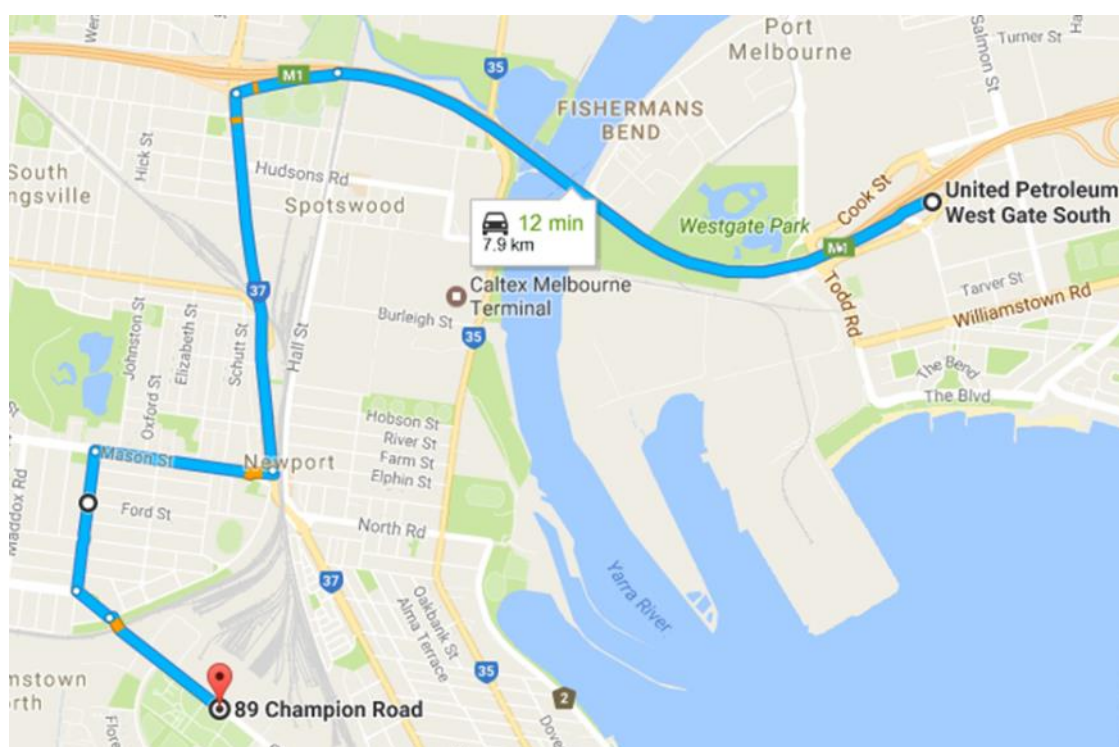 Port
Melbourne
Salmon St
Turner St
35
M1
FISHERMANS
BEND
Hick St
South
ngsville
Hudsons Rd
Spotswood
Cook St
United Petroleum
West Gate South
12 min
7.9 km
Westgate Park
M1
Todd Rd
Tarver St
Williamstown Rd
The Bend
The Blvd
Caltex Melbourne
Terminal
37
Burleigh St
35
Hall St
Schutt St
Elizabeth St
Johnston St
Oxford St
Hobson St
River St
Farm St
Elphin St
Mason St
Newport
Maddox Rd
Ford St
North Rd
37
Oakbank St
Alma Terrace
Yarra River
35
2
mstown
orth
89 Champion Road
Flore
Dove